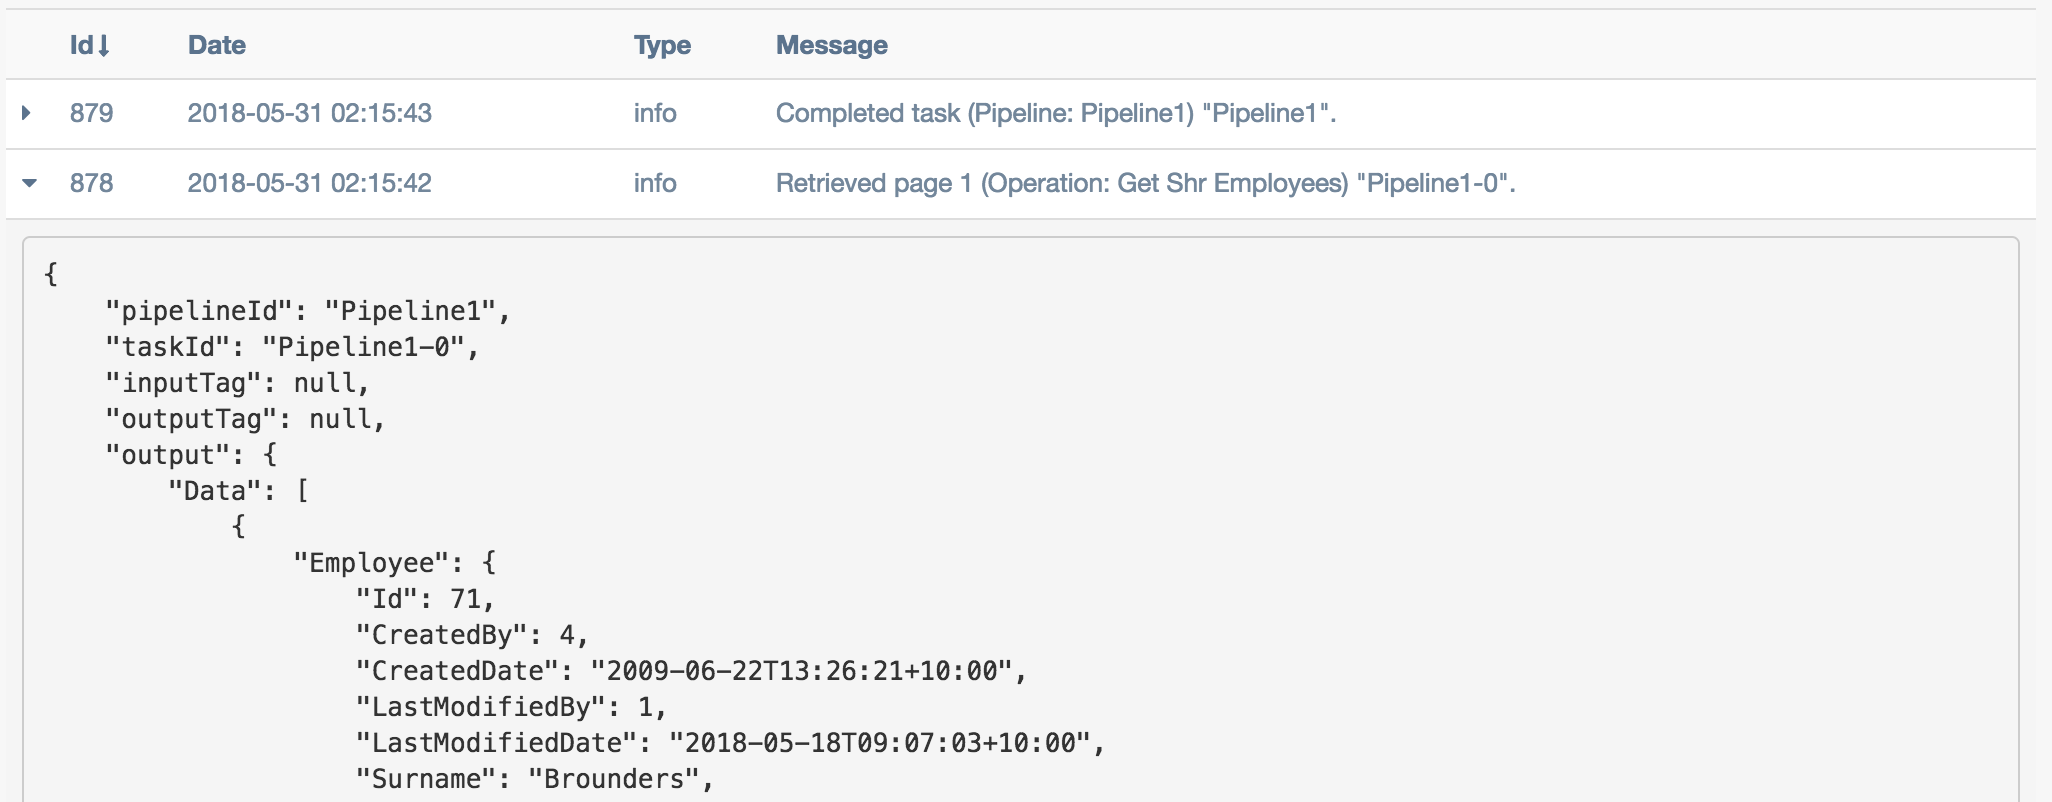 Id↓ Date Type Message
879 2018-05-31 02:15:43 info Completed task (Pipeline: Pipeline1) "Pipeline1".
878 2018-05-31 02:15:42 info Retrieved page 1 (Operation: Get Shr Employees) "Pipeline1-0".
{
    "pipelineId": "Pipeline1",
    "taskId": "Pipeline1-0",
    "inputTag": null,
    "outputTag": null,
    "output": {
        "Data": [
            {
                "Employee": {
                    "Id": 71,
                    "CreatedBy": 4,
                    "CreatedDate": "2009-06-22T13:26:21+10:00",
                    "LastModifiedBy": 1,
                    "LastModifiedDate": "2018-05-18T09:07:03+10:00",
                    "Surname": "Brounders",